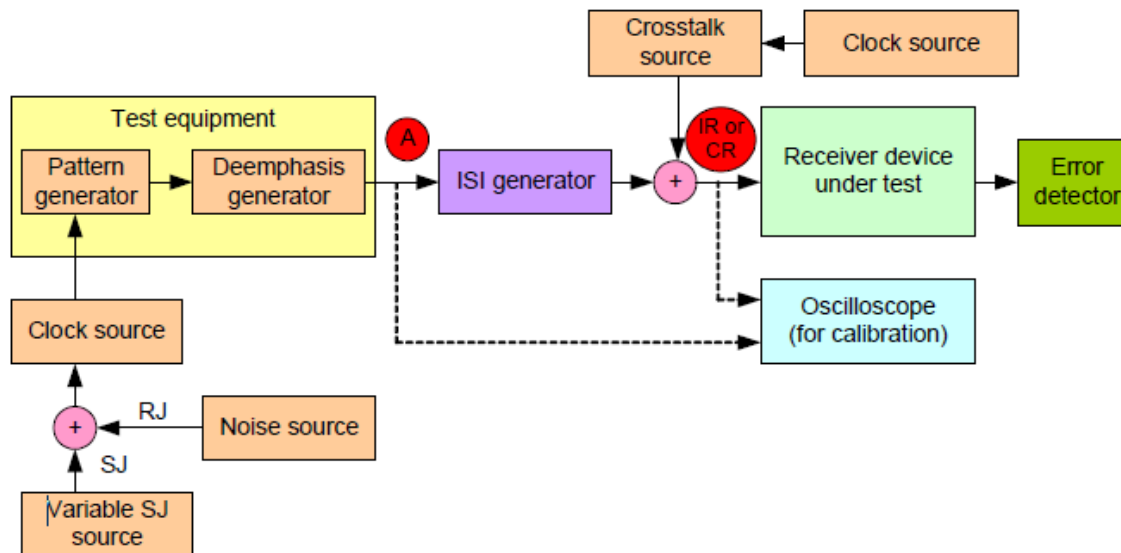 Crosstalk
source
Clock source
Test equipment
A
IR or
CR
Pattern
generator
Deemphasis
generator
ISI generator
+
Receiver device
under test
Error
detector
Clock source
Oscilloscope
(for calibration)
RJ
+
Noise source
SJ
Variable SJ
source